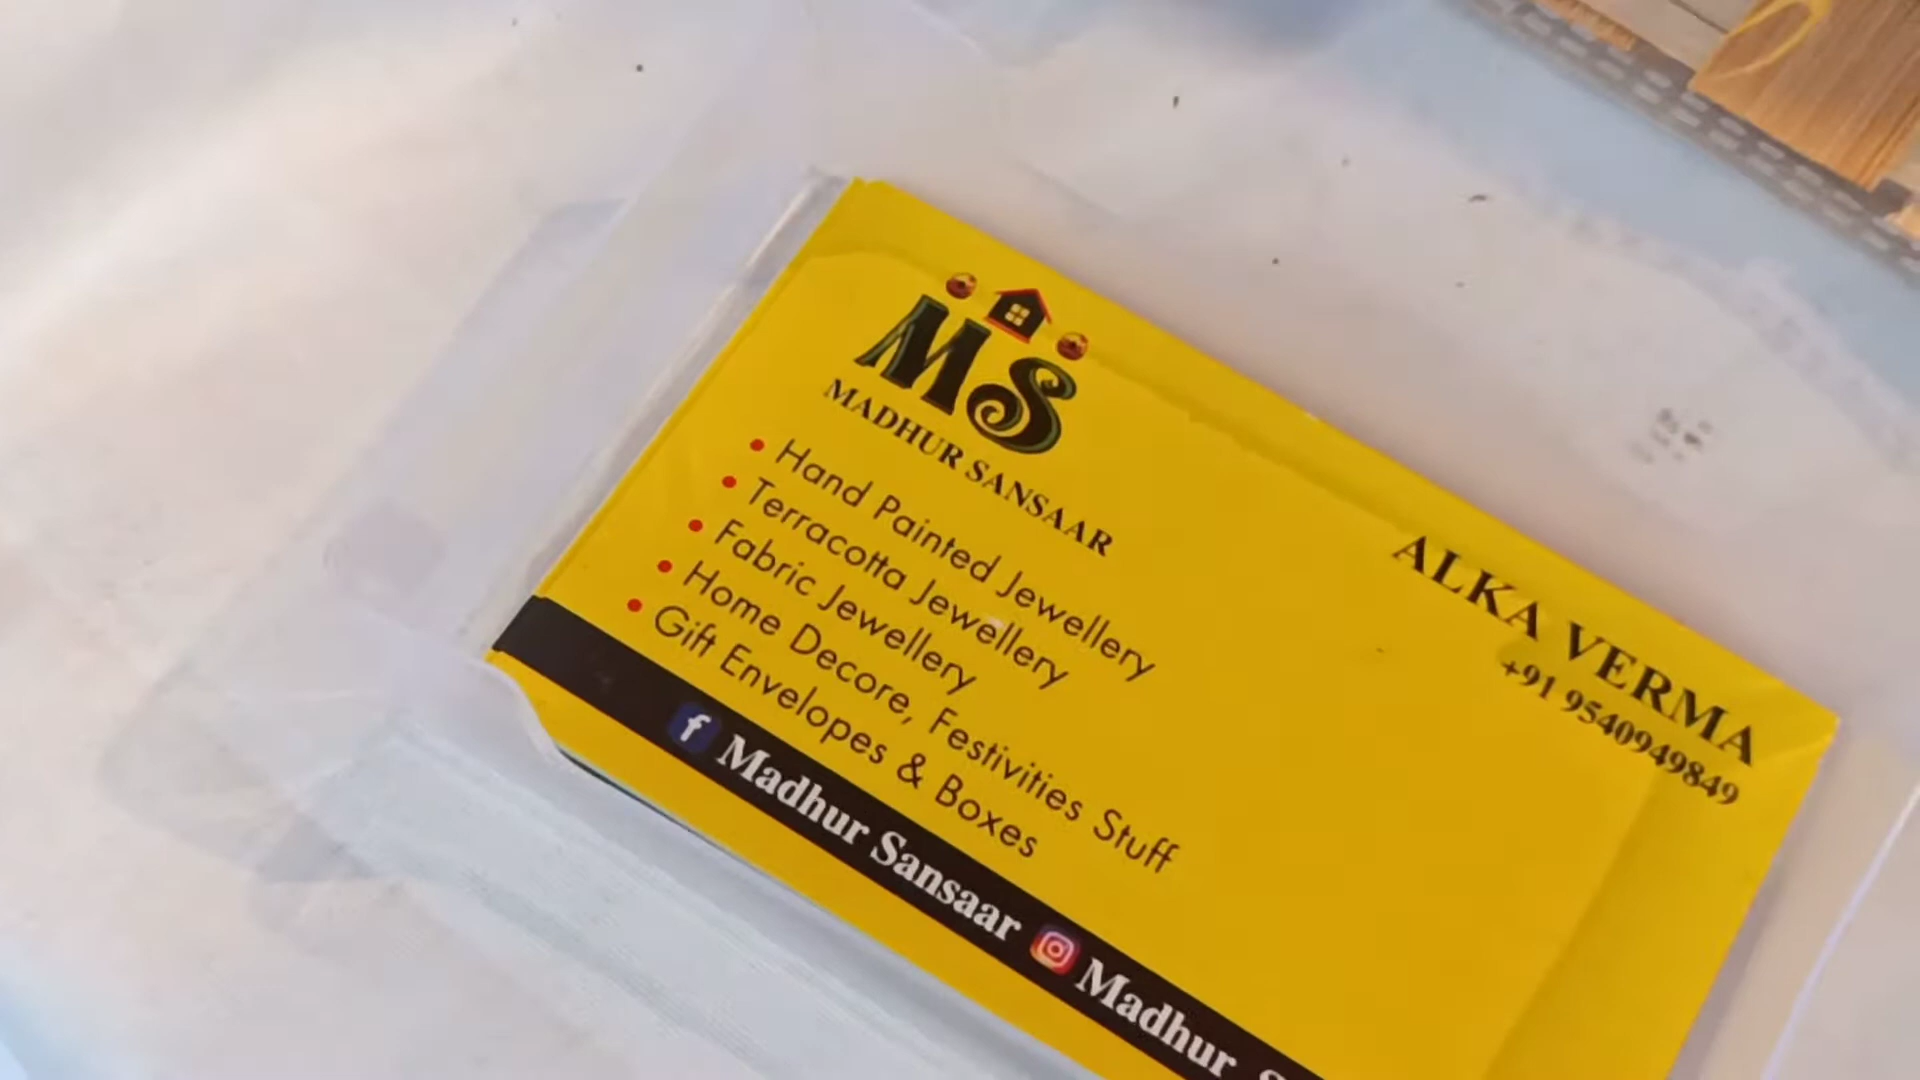 MS
MADHUR SANSAAR
Hand Painted Jewellery
Terracotta Jewellery
Fabric Jewellery
Home Decore, Festivities Stuff
Gift Envelopes & Boxes
ALKA VERMA
+91 9540949849
Madhur Sansaar Madhur